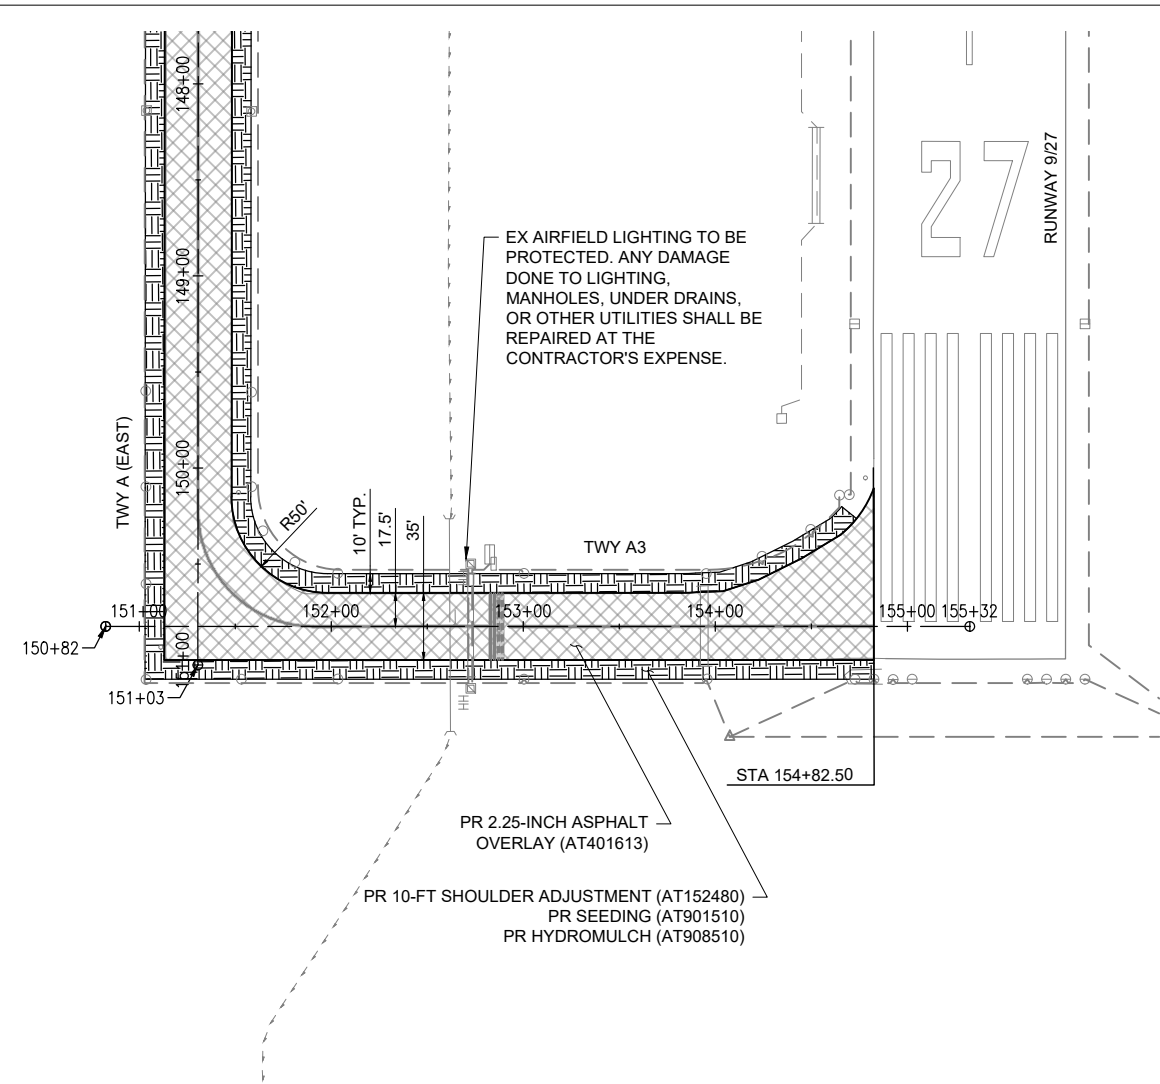 148+00
149+00
150+00
151+00
TWY A (EAST)
27
RUNWAY 9/27
EX AIRFIELD LIGHTING TO BE
PROTECTED. ANY DAMAGE
DONE TO LIGHTING,
MANHOLES, UNDER DRAINS,
OR OTHER UTILITIES SHALL BE
REPAIRED AT THE
CONTRACTOR'S EXPENSE.
R50'
10' TYP.
17.5'
35'
TWY A3
151+00
152+00
153+00
154+00
155+00
155+32
150+82
151+03
STA 154+82.50
PR 2.25-INCH ASPHALT
OVERLAY (AT401613)
PR 10-FT SHOULDER ADJUSTMENT (AT152480)
PR SEEDING (AT901510)
PR HYDROMULCH (AT908510)